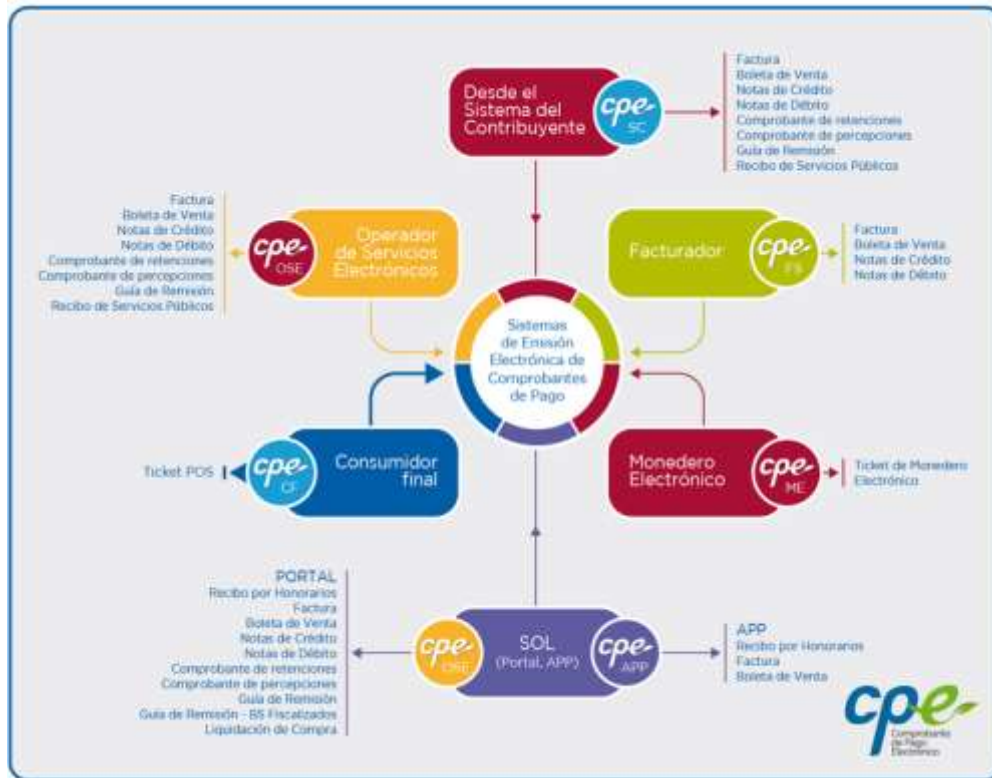 Desde el
Sistema del
Contribuyente
cpe-
SC
Factura
Boleta de Venta
Notas de Crédito
Notas de Débito
Comprobante de retenciones
Comprobante de percepciones
Guía de Remisión
Recibo de Servicios Públicos
Factura
Boleta de Venta
Notas de Crédito
Notas de Débito
Comprobante de retenciones
Comprobante de percepciones
Guía de Remisión
Recibo de Servicios Públicos
cpe-
OSE
Operador
de Servicios
Electrónicos
Facturador
cpe-
FS
Factura
Boleta de Venta
Notas de Crédito
Notas de Débito
Sistemas
de Emisión
Electrónica de
Comprobantes
de Pago
Ticket POS
cpe-
CF
Consumidor
final
Monedero
Electrónico
cpe-
ME
Ticket de Monedero
Electrónico
PORTAL
Recibo por Honorarios
Factura
Boleta de Venta
Notas de Crédito
Notas de Débito
Comprobante de retenciones
Comprobante de percepciones
Guía de Remisión
Guía de Remisión - BS Fiscalizados
Liquidación de Compra
cpe-
OSE
SOL
(Portal, APP)
cpe-
APP
APP
Recibo por Honorarios
Factura
Boleta de Venta
cpe-
Comprobante
de Pago
Electrónico